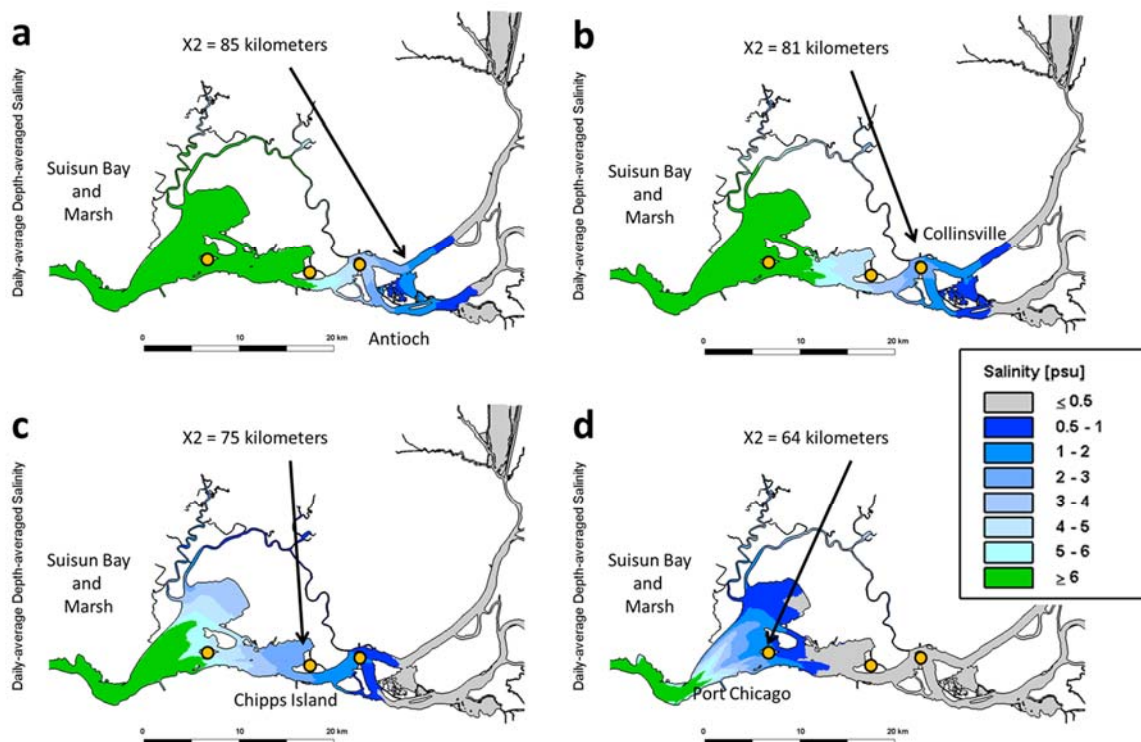 a
X2 = 85 kilometers
Daily-average Depth-averaged Salinity
Suisun Bay
and
Marsh
Antioch
0
20 km
b
X2 = 81 kilometers
Daily-average Depth-averaged Salinity
Suisun Bay
and
Marsh
Collinsville
0
20 km
Salinity [psu]
≤ 0.5
0.5 - 1
1 - 2
2 - 3
3 - 4
4 - 5
5 - 6
≥ 6
c
X2 = 75 kilometers
Daily-average Depth-averaged Salinity
Suisun Bay
and
Marsh
Chipps Island
0
20 km
d
X2 = 64 kilometers
Daily-average Depth-averaged Salinity
Suisun Bay
and
Marsh
Port Chicago
0
20 km